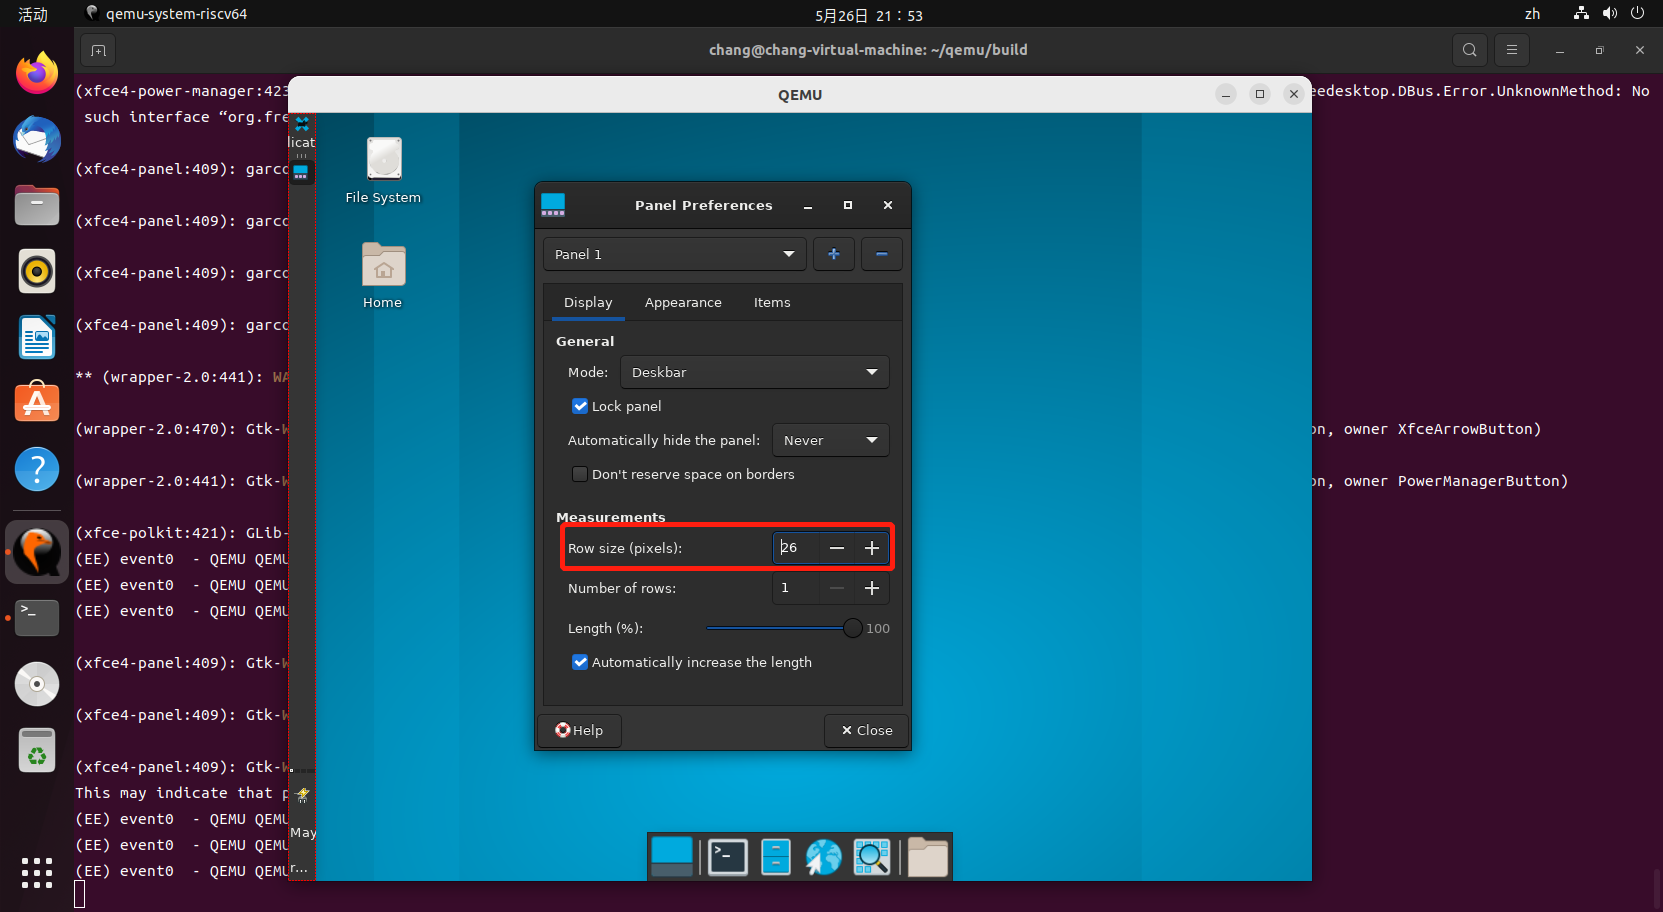 活动
qemu-system-riscv64
5月26日 21：53
zh
chang@chang-virtual-machine: ~/qemu/build
(xfce4-power-manager:423
eedesktop.DBus.Error.UnknownMethod: No
such interface “org.fre
(xfce4-panel:409): garco
(xfce4-panel:409): garco
(xfce4-panel:409): garco
(xfce4-panel:409): garco
** (wrapper-2.0:441): WA
(wrapper-2.0:470): Gtk-W
on, owner XfceArrowButton)
(wrapper-2.0:441): Gtk-W
on, owner PowerManagerButton)
(xfce-polkit:421): GLib-
(EE) event0  - QEMU QEMU
(EE) event0  - QEMU QEMU
(EE) event0  - QEMU QEMU
(xfce4-panel:409): Gtk-W
(xfce4-panel:409): Gtk-W
(xfce4-panel:409): Gtk-W
This may indicate that p
(EE) event0  - QEMU QEMU
(EE) event0  - QEMU QEMU
(EE) event0  - QEMU QEMU
QEMU
licat
File System
Home
May
r...
Panel Preferences
Panel 1
Display
Appearance
Items
General
Mode:
Deskbar
Lock panel
Automatically hide the panel:
Never
Don't reserve space on borders
Measurements
Row size (pixels):
26
Number of rows:
1
Length (%):
100
Automatically increase the length
Help
Close